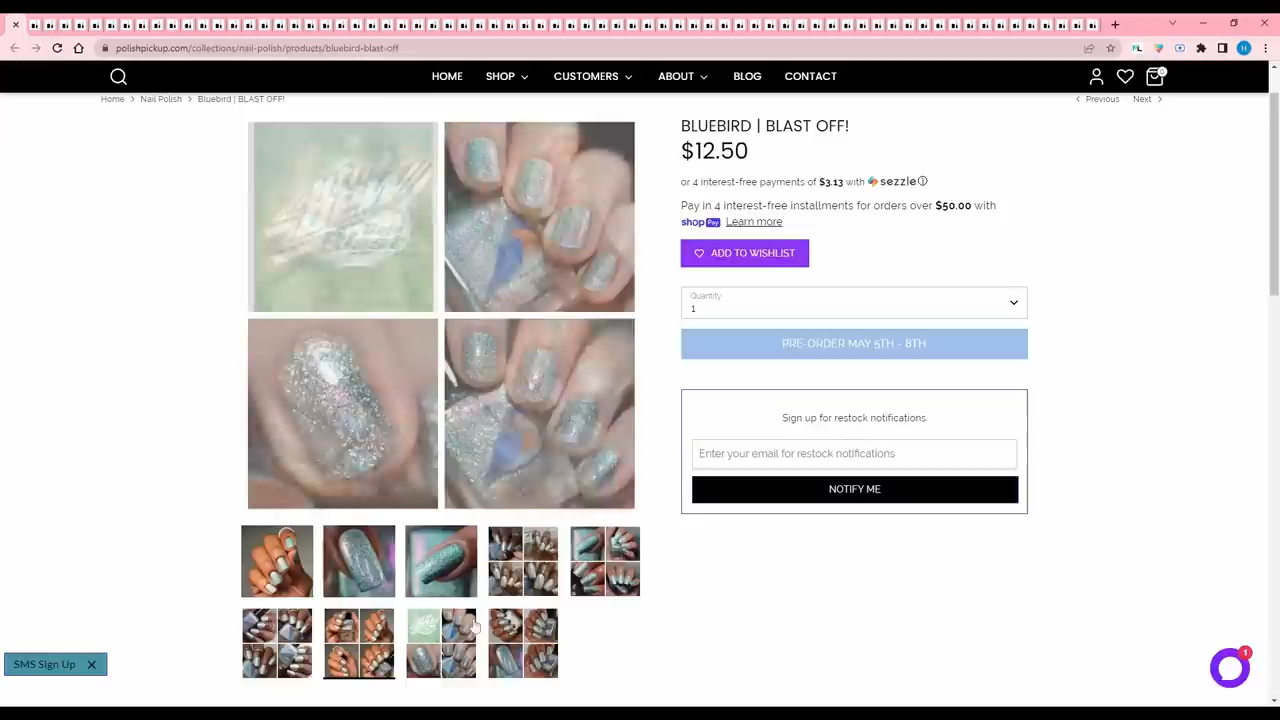 polishpickup.com/collections/nail-polish/products/bluebird-blast-off
HOME SHOP CUSTOMERS ABOUT BLOG CONTACT 0
Home > Nail Polish > Bluebird | BLAST OFF!
< Previous Next >
BLUEBIRD | BLAST OFF!
$12.50
or 4 interest-free payments of $3.13 with sezzle
Pay in 4 interest-free installments for orders over $50.00 with
shop Pay Learn more
ADD TO WISHLIST
Quantity
1
PRE-ORDER MAY 5TH - 8TH
Sign up for restock notifications
Enter your email for restock notifications
NOTIFY ME
SMS Sign Up
1